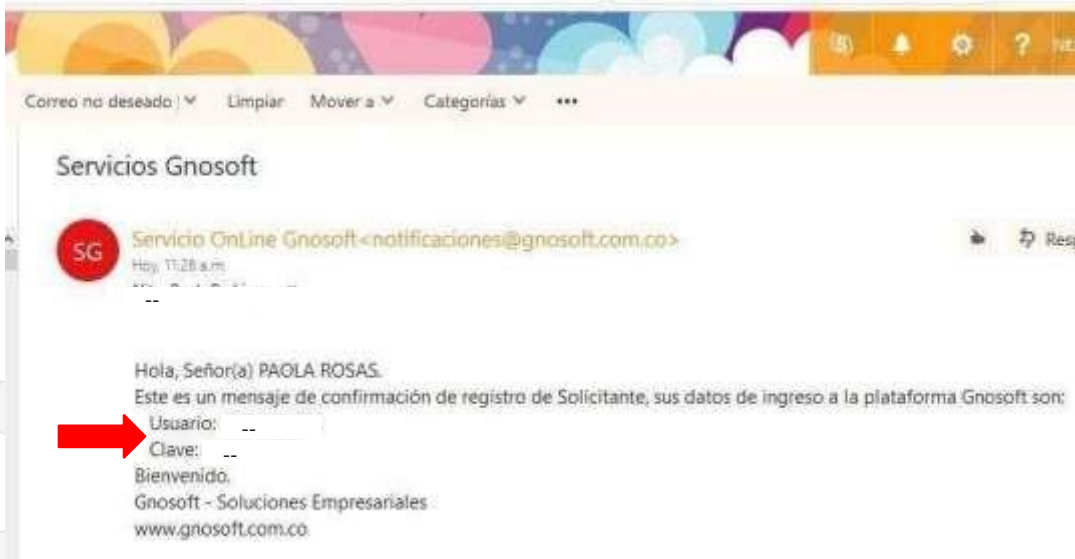 ?
Correo no deseado | Limpiar Mover a Categorías •••
Servicios Gnosoft
SG
Servicio OnLine Gnosoft<notificaciones@gnosoft.com.co>
Hoy, 11:28 a.m.
--
Hola, Señor(a) PAOLA ROSAS.
Este es un mensaje de confirmación de registro de Solicitante, sus datos de ingreso a la plataforma Gnosoft son:
Usuario: --
Clave: --
Bienvenido.
Gnosoft - Soluciones Empresariales
www.gnosoft.com.co